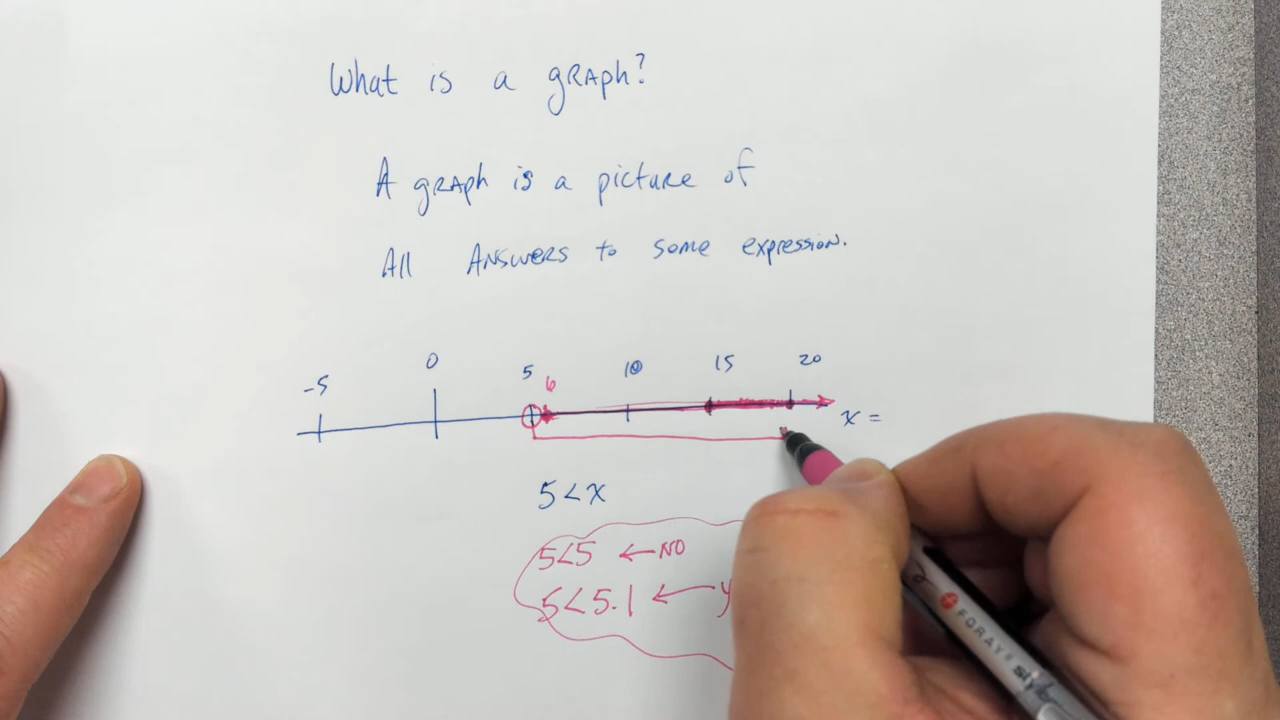 What is a graph?
A graph is a picture of
All Answers to some expression.
-5 0 5 6 10 15 20
x =
5 < x
5<5 ← NO
5<5.1 ←
FORAY